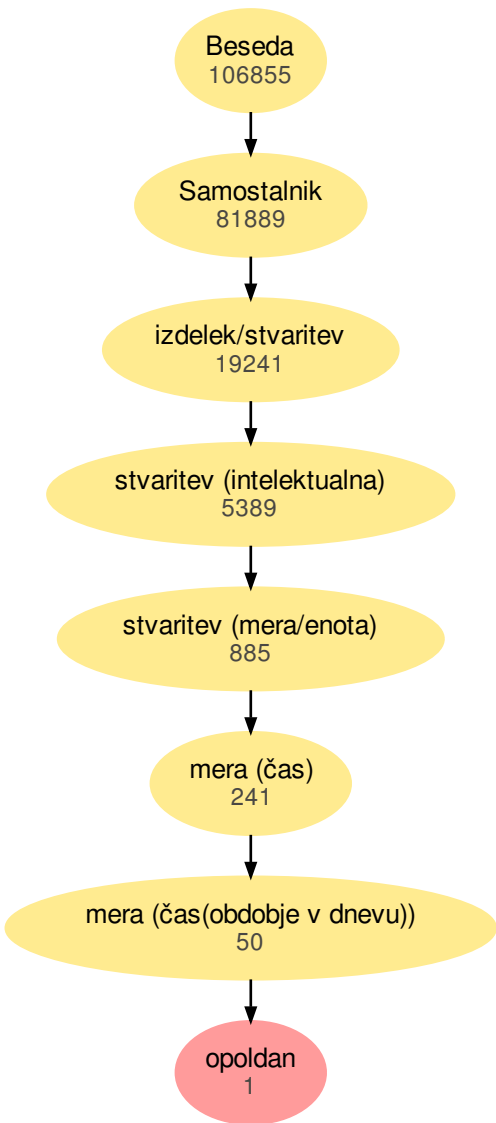 Beseda
106855
Samostalnik
81889
izdelek/stvaritev
19241
stvaritev (intelektualna)
5389
stvaritev (mera/enota)
885
mera (čas)
241
mera (čas(obdobje v dnevu))
50
opoldan
1